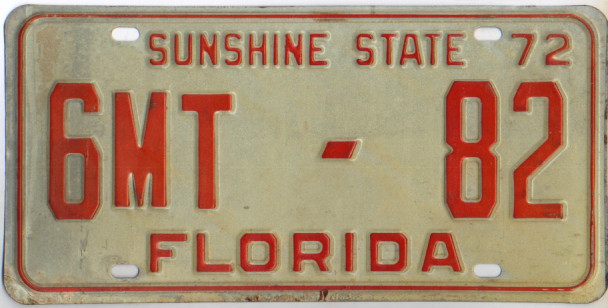 SUNSHINE STATE 72
6MT - 82
FLORIDA